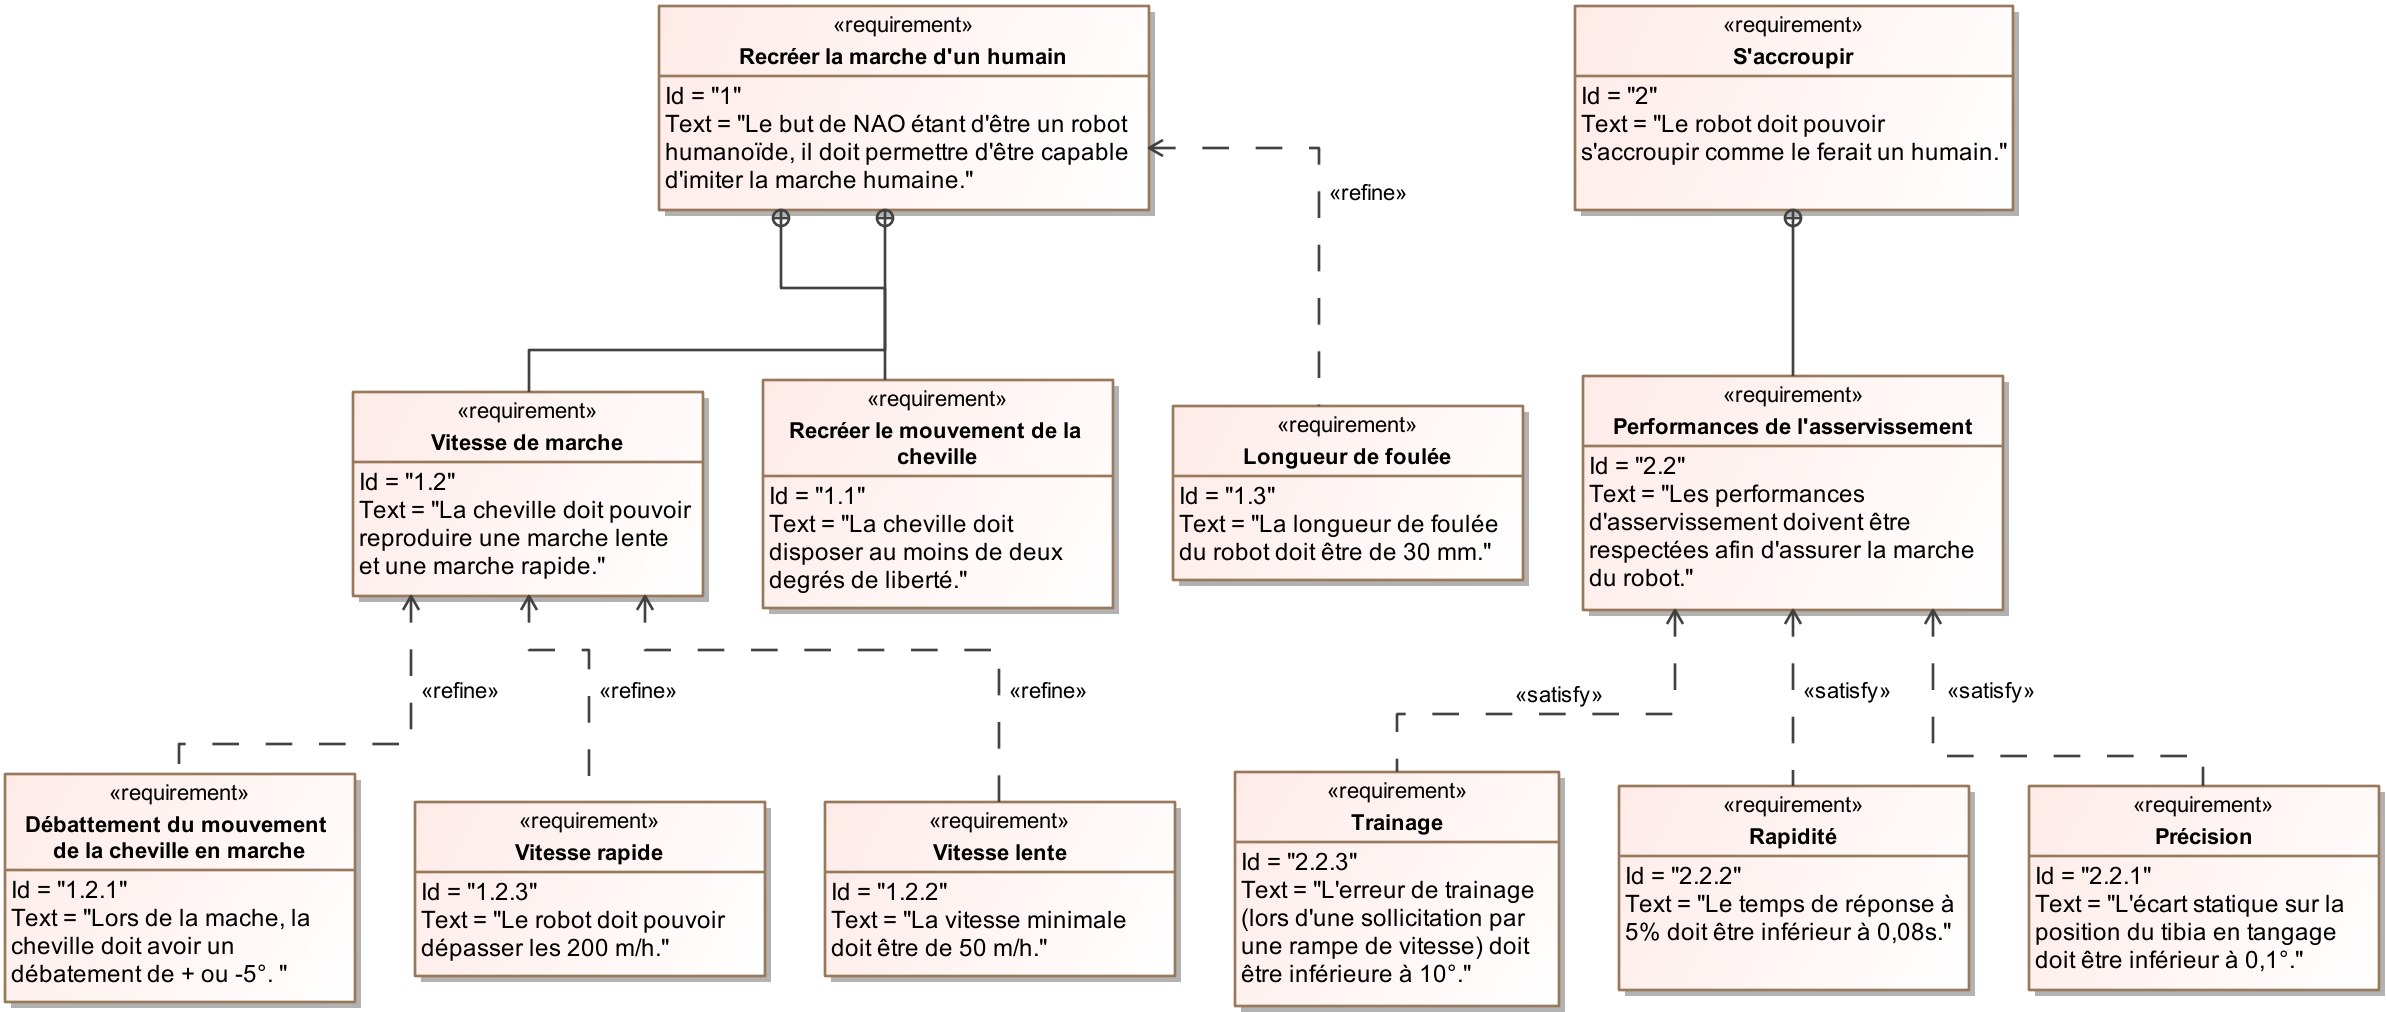 «requirement»
Recréer la marche d'un humain
Id = "1"
Text = "Le but de NAO étant d'être un robot
humanoïde, il doit permettre d'être capable
d'imiter la marche humaine."
«requirement»
S'accroupir
Id = "2"
Text = "Le robot doit pouvoir
s'accroupir comme le ferait un humain."
«refine»
«requirement»
Vitesse de marche
Id = "1.2"
Text = "La cheville doit pouvoir
reproduire une marche lente
et une marche rapide."
«requirement»
Recréer le mouvement de la
cheville
Id = "1.1"
Text = "La cheville doit
disposer au moins de deux
degrés de liberté."
«requirement»
Longueur de foulée
Id = "1.3"
Text = "La longueur de foulée
du robot doit être de 30 mm."
«requirement»
Performances de l'asservissement
Id = "2.2"
Text = "Les performances
d'asservissement doivent être
respectées afin d'assurer la marche
du robot."
«refine»
«refine»
«refine»
«satisfy»
«satisfy»
«satisfy»
«requirement»
Débattement du mouvement
de la cheville en marche
Id = "1.2.1"
Text = "Lors de la mache, la
cheville doit avoir un
débatement de + ou -5°. "
«requirement»
Vitesse rapide
Id = "1.2.3"
Text = "Le robot doit pouvoir
dépasser les 200 m/h."
«requirement»
Vitesse lente
Id = "1.2.2"
Text = "La vitesse minimale
doit être de 50 m/h."
«requirement»
Trainage
Id = "2.2.3"
Text = "L'erreur de trainage
(lors d'une sollicitation par
une rampe de vitesse) doit
être inférieure à 10°."
«requirement»
Rapidité
Id = "2.2.2"
Text = "Le temps de réponse à
5% doit être inférieur à 0,08s."
«requirement»
Précision
Id = "2.2.1"
Text = "L'écart statique sur la
position du tibia en tangage
doit être inférieur à 0,1°."